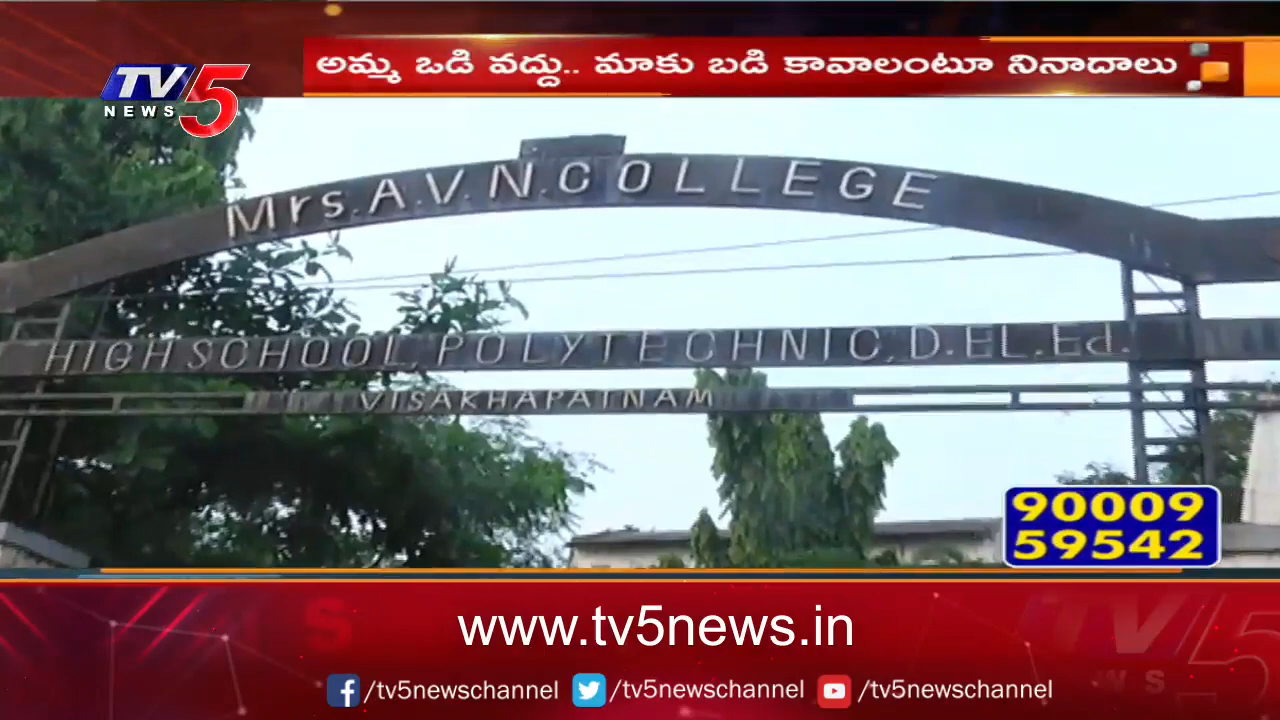 అమ్మ ఒడి వద్దు.. మాకు బడి కావాలంటూ నినాదాలు
TV5
NEWS
Mrs.A.V.N.COLLEGE
HIGH SCHOOL, POLYTECHNIC, D.EL.Ed.
VISAKHAPATNAM
90009
59542
www.tv5news.in
/tv5newschannel /tv5newschannel /tv5newschannel